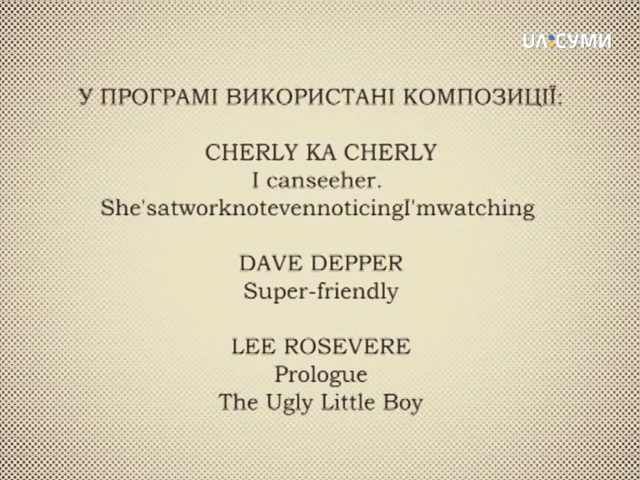 UA:СУМИ
У ПРОГРАМІ ВИКОРИСТАНІ КОМПОЗИЦІЇ:
CHERLY KA CHERLY
I canseeher.
She'satworknotevennoticingI'mwatching
DAVE DEPPER
Super-friendly
LEE ROSEVERE
Prologue
The Ugly Little Boy